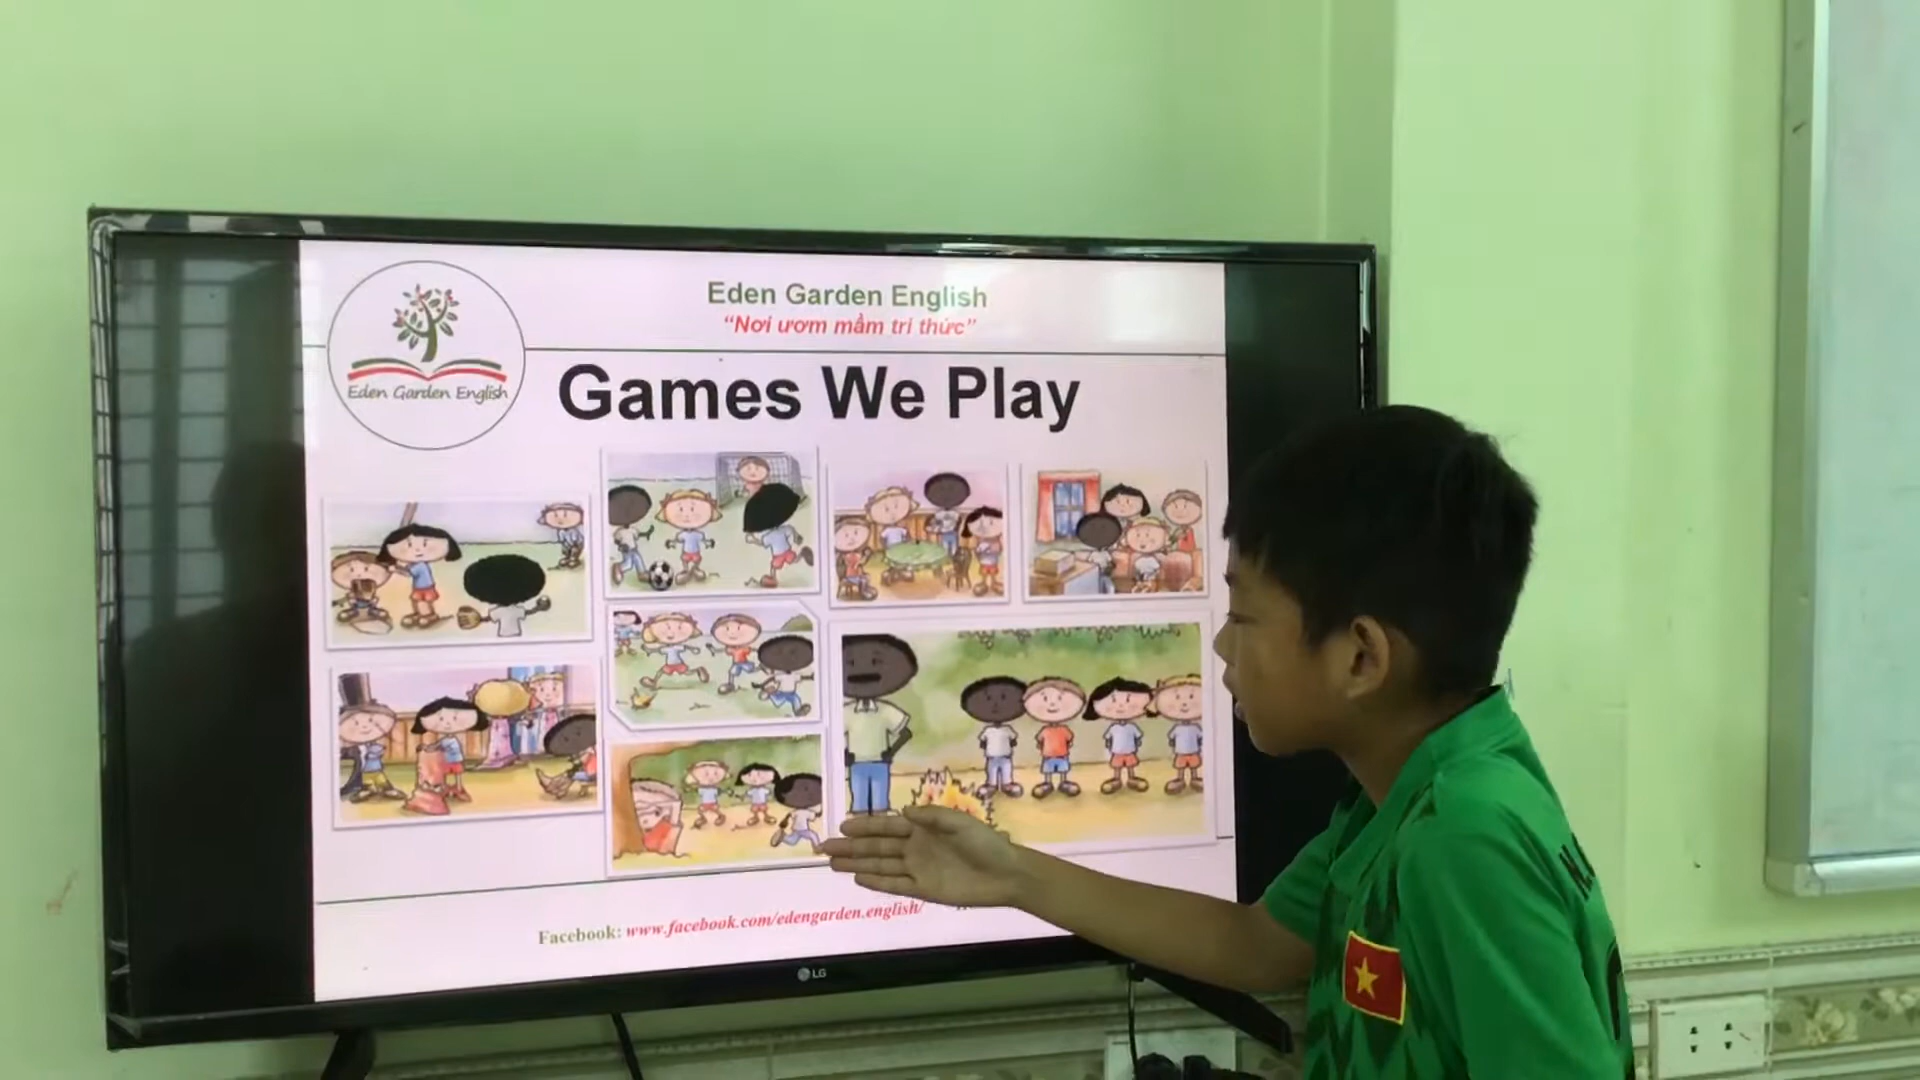 Eden Garden English
“Nơi ươm mầm tri thức”
Eden Garden English
Games We Play
Facebook: www.facebook.com/edengarden.english/
LG